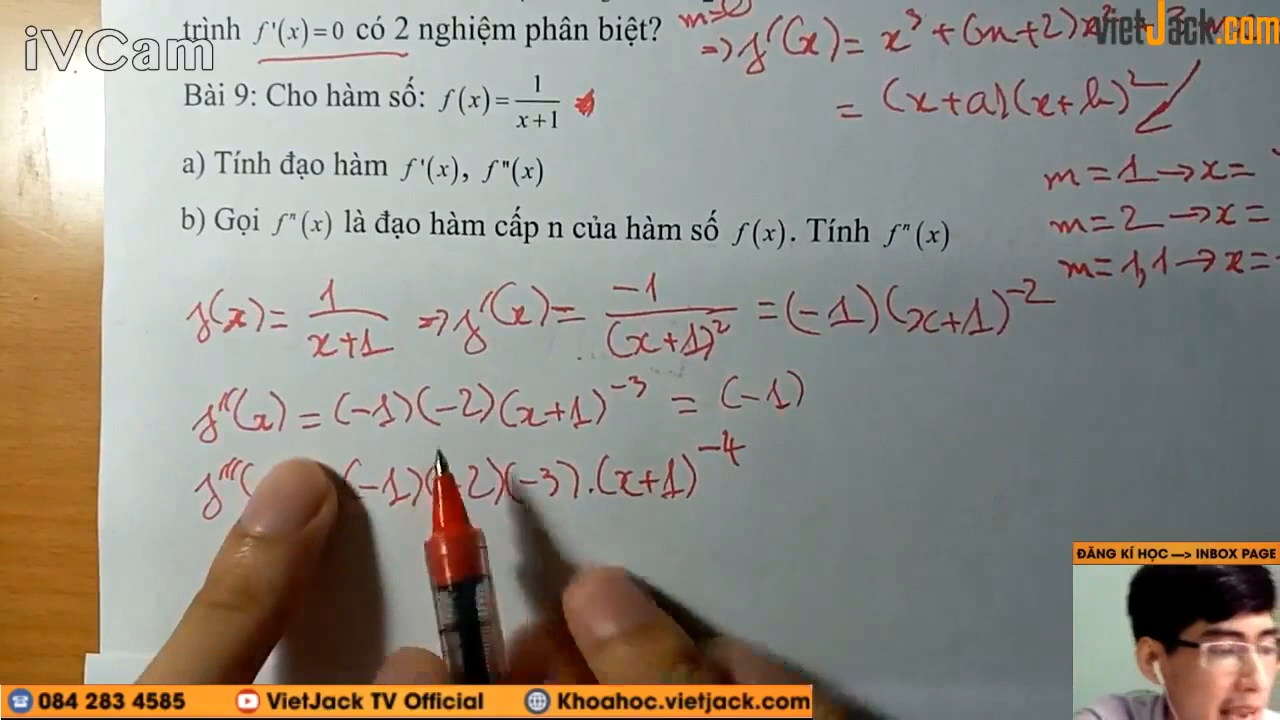 iVCam
trình f'(x)=0 có 2 nghiệm phân biệt?
m=0
=> f'(x) = x³ + (m+2)x²
vietJack.com
= (x+a)(x+b)²
Bài 9: Cho hàm số: f(x)=1/(x+1)
a) Tính đạo hàm f'(x), f"(x)
m=1→x=
b) Gọi fⁿ(x) là đạo hàm cấp n của hàm số f(x). Tính fⁿ(x)
m=2→x=
m=1,1→x=
f(x)= 1/(x+1) => f'(x)= -1/(x+1)² =(-1)(x+1)⁻²
f"(x)=(-1)(-2)(x+1)⁻³ = (-1)
f'''( (-1)(-2)(-3).(x+1)⁻⁴
ĐĂNG KÍ HỌC —> INBOX PAGE
084 283 4585 VietJack TV Official Khoahoc.vietjack.com